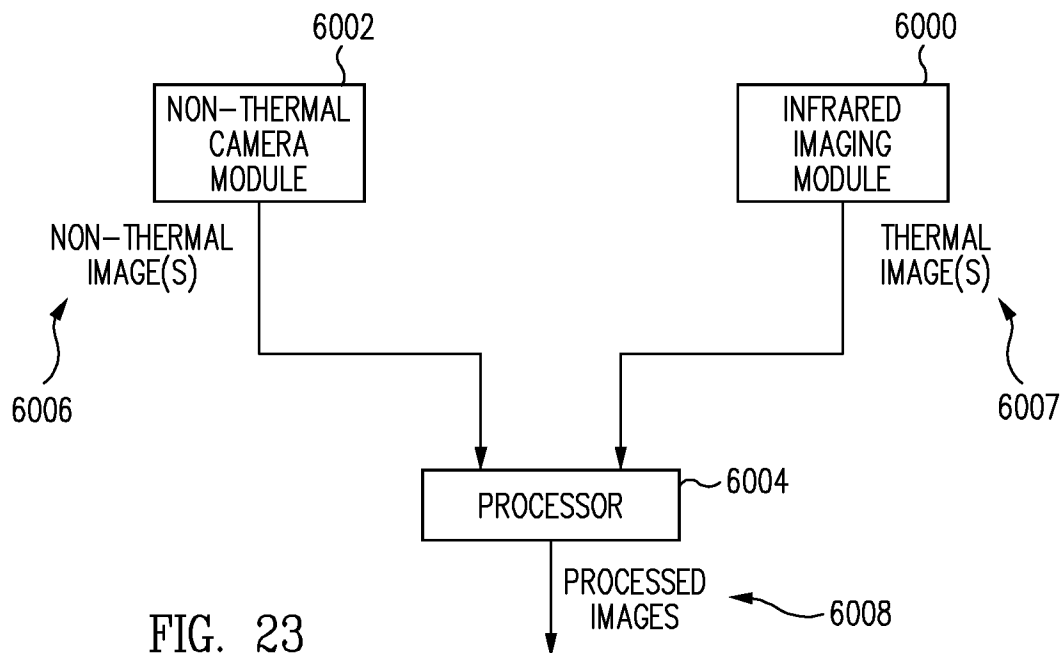 6002
6000
NON-THERMAL
CAMERA
MODULE
INFRARED
IMAGING
MODULE
NON-THERMAL
IMAGE(S)
THERMAL
IMAGE(S)
6006
6007
PROCESSOR
6004
PROCESSED
IMAGES
6008
FIG. 23